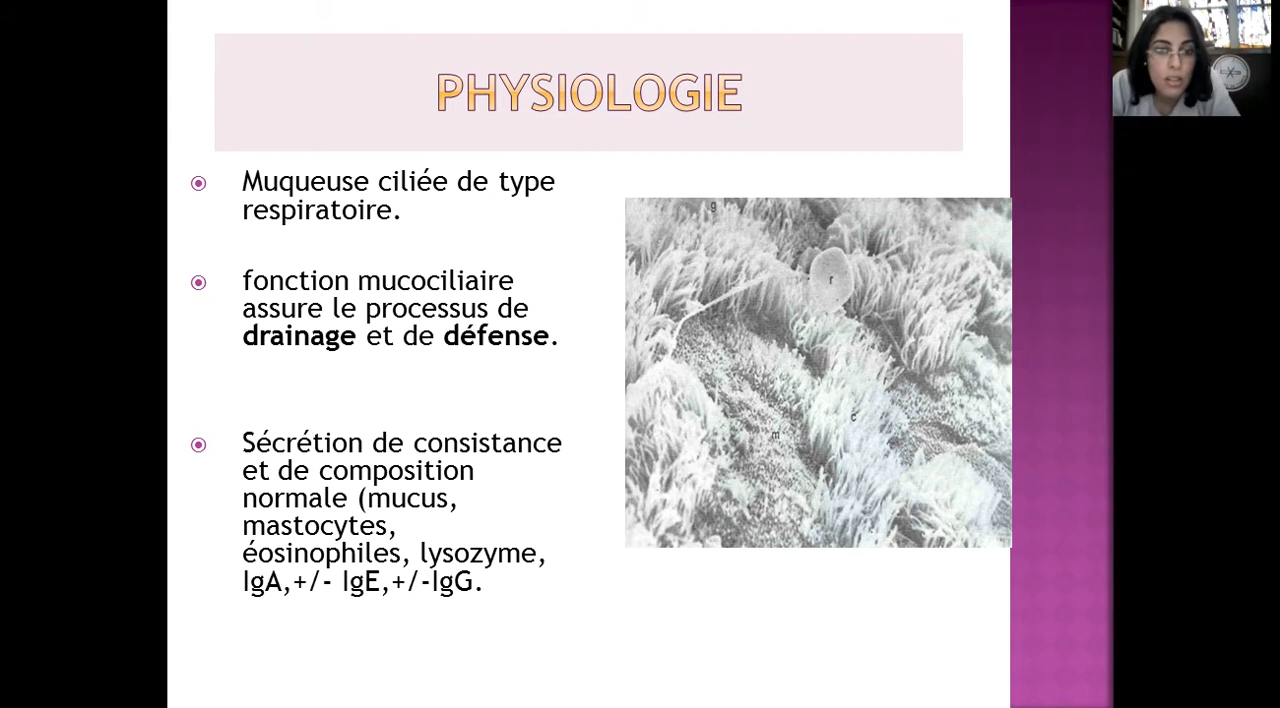 PHYSIOLOGIE
Muqueuse ciliée de type
respiratoire.
fonction mucociliaire
assure le processus de
drainage et de défense.
Sécrétion de consistance
et de composition
normale (mucus,
mastocytes,
éosinophiles, lysozyme,
IgA,+/- IgE,+/-IgG.
g
r
c
m